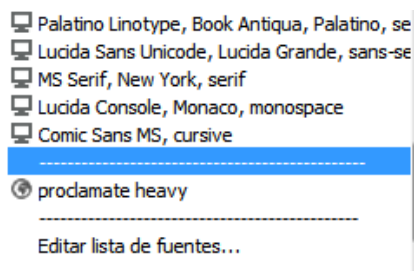 Palatino Linotype, Book Antiqua, Palatino, se
Lucida Sans Unicode, Lucida Grande, sans-se
MS Serif, New York, serif
Lucida Console, Monaco, monospace
Comic Sans MS, cursive
-----------------------------------------------
proclamate heavy
-----------------------------------------------
Editar lista de fuentes...